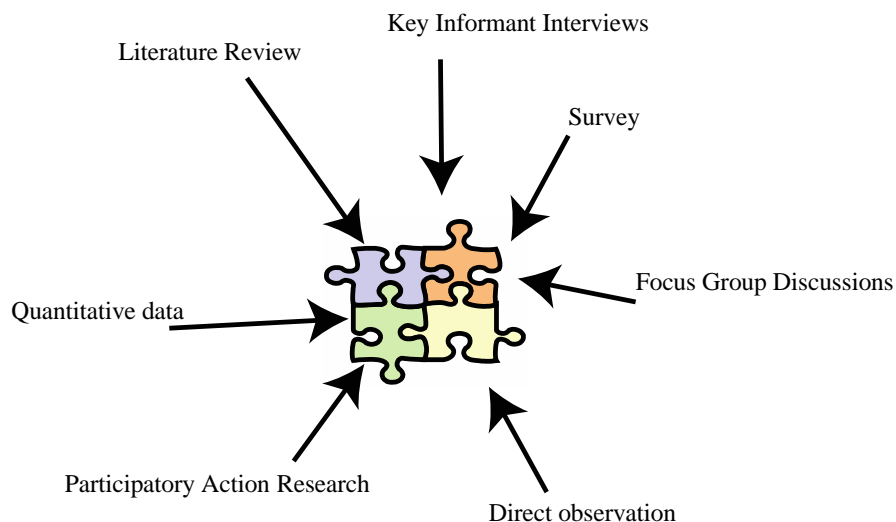 Key Informant Interviews
Literature Review
Survey
Focus Group Discussions
Quantitative data
Participatory Action Research
Direct observation